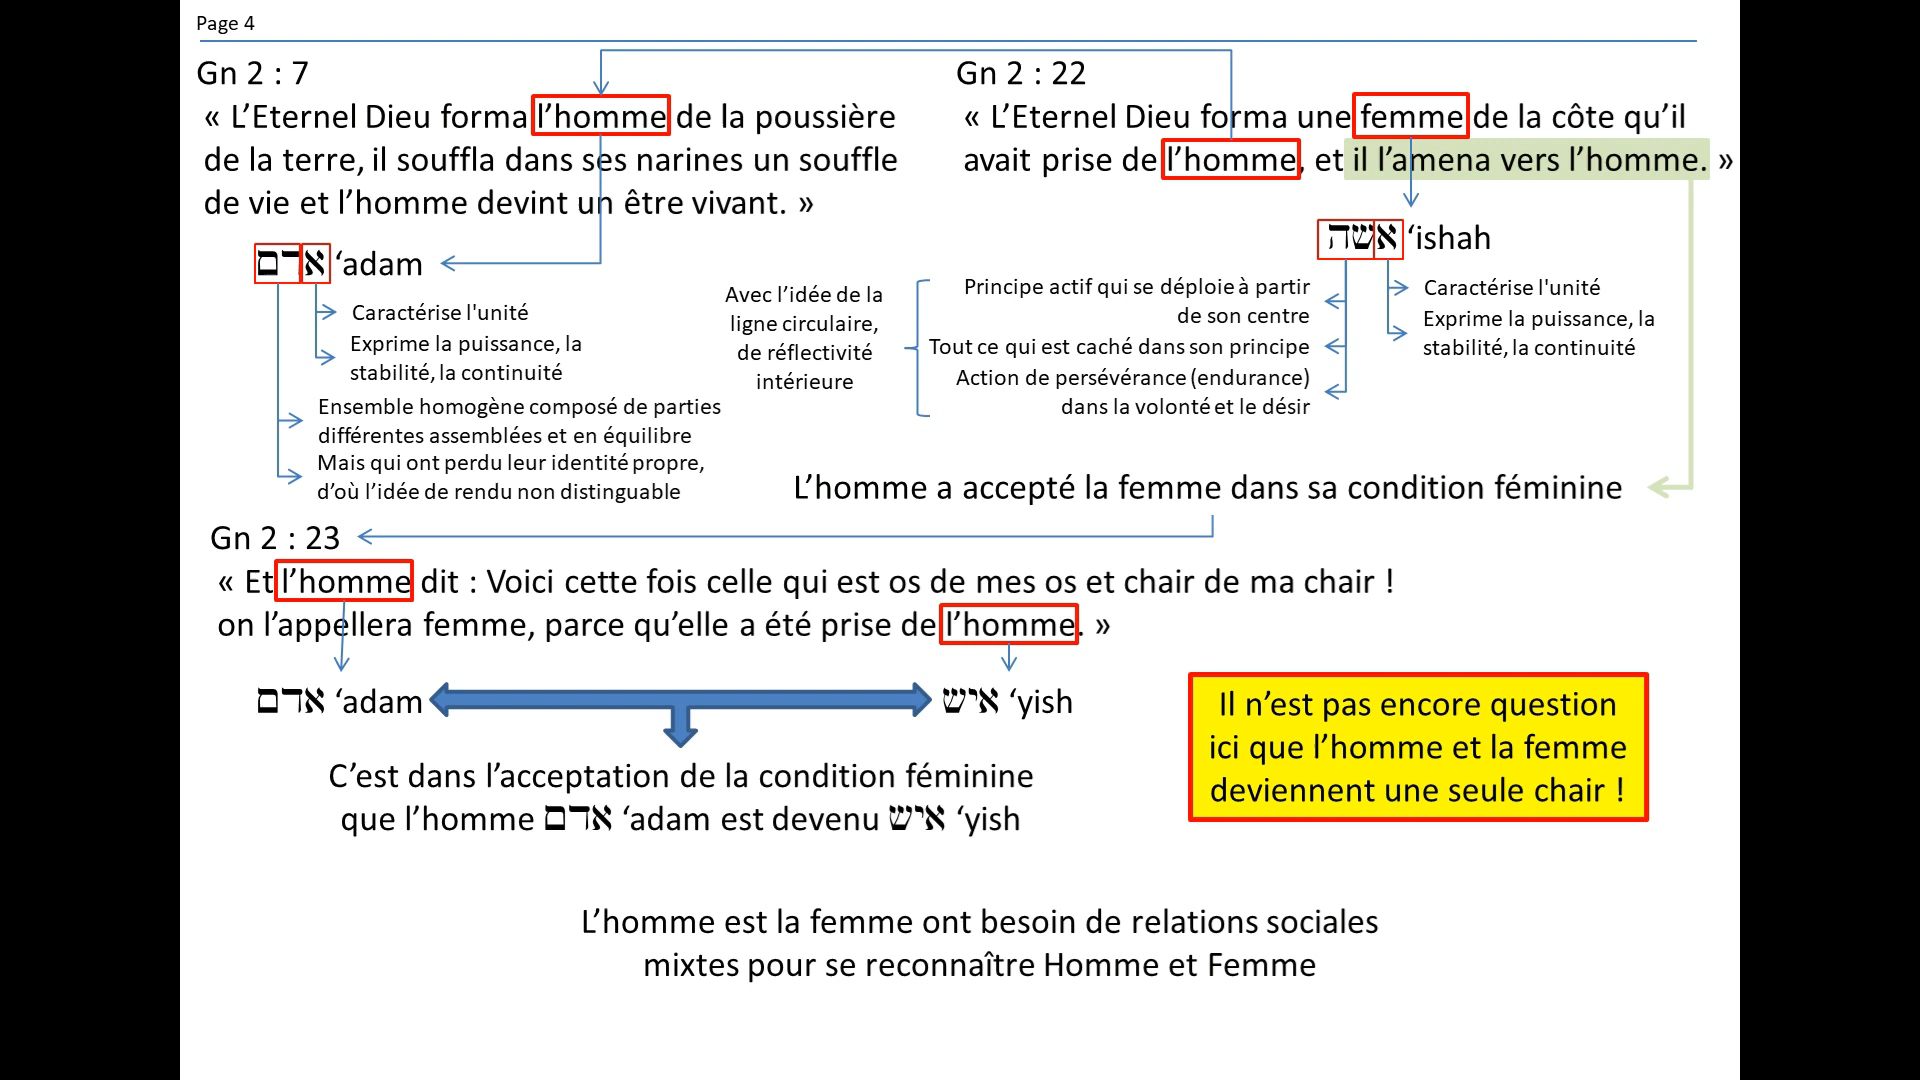 Page 4
Gn 2 : 7
« L’Eternel Dieu forma l’homme de la poussière
de la terre, il souffla dans ses narines un souffle
de vie et l’homme devint un être vivant. »
אדם ‘adam
Caractérise l'unité
Exprime la puissance, la
stabilité, la continuité
Ensemble homogène composé de parties
différentes assemblées et en équilibre
Mais qui ont perdu leur identité propre,
d’où l’idée de rendu non distinguable
Gn 2 : 22
« L’Eternel Dieu forma une femme de la côte qu’il
avait prise de l’homme, et il l’amena vers l’homme. »
אשה ‘ishah
Avec l’idée de la
ligne circulaire,
de réflectivité
intérieure
Principe actif qui se déploie à partir
de son centre
Tout ce qui est caché dans son principe
Action de persévérance (endurance)
dans la volonté et le désir
Caractérise l'unité
Exprime la puissance, la
stabilité, la continuité
L’homme a accepté la femme dans sa condition féminine
Gn 2 : 23
« Et l’homme dit : Voici cette fois celle qui est os de mes os et chair de ma chair !
on l’appellera femme, parce qu’elle a été prise de l’homme. »
אדם ‘adam
איש ‘yish
C’est dans l’acceptation de la condition féminine
que l’homme אדם ‘adam est devenu איש ‘yish
Il n’est pas encore question
ici que l’homme et la femme
deviennent une seule chair !
L’homme est la femme ont besoin de relations sociales
mixtes pour se reconnaître Homme et Femme